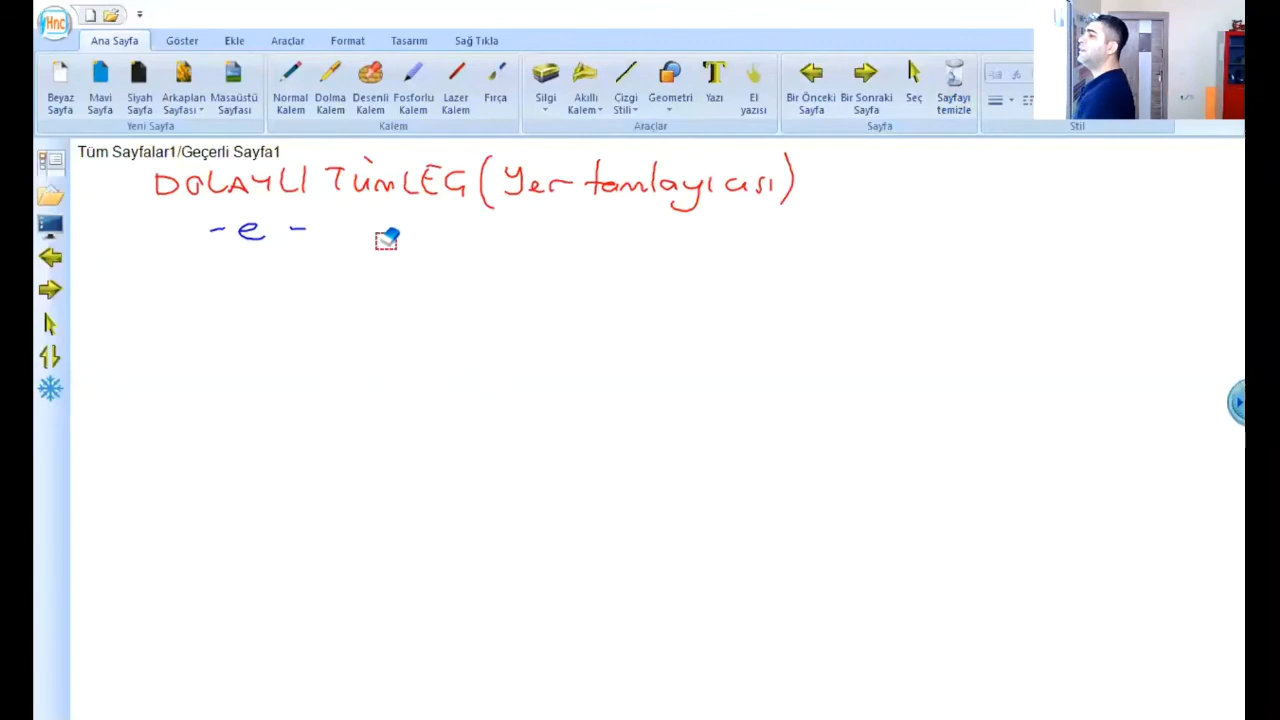 Hnc
Ana Sayfa Göster Ekle Araçlar Format Tasarım Sağ Tıkla
Beyaz Sayfa Mavi Sayfa Siyah Sayfa Arkaplan Sayfası Masaüstü Sayfası Normal Kalem Dolma Kalem Desenli Kalem Fosforlu Kalem Lazer Kalem Fırça Silgi Akıllı Kalem Çizgi Stili Geometri Yazı El yazısı Bir Önceki Sayfa Bir Sonraki Sayfa Seç Sayfayı temizle
Yeni Sayfa Kalem Araçlar Sayfa Stil
Tüm Sayfalar1/Geçerli Sayfa1
DOLAYLI TÜMLEG (Yer tamlayıcısı)
- e -